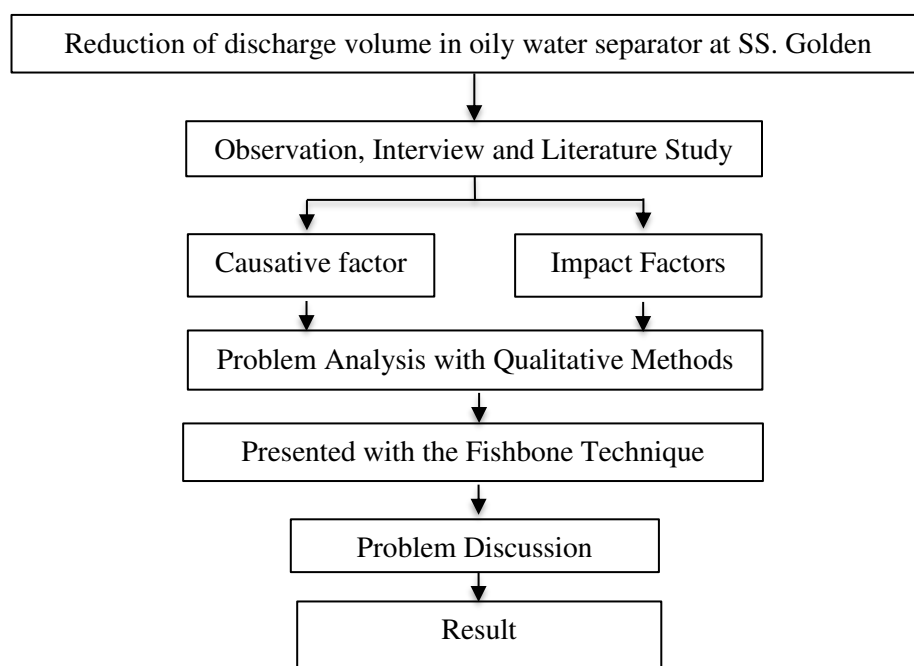 Reduction of discharge volume in oily water separator at SS. Golden
Observation, Interview and Literature Study
Causative factor
Impact Factors
Problem Analysis with Qualitative Methods
Presented with the Fishbone Technique
Problem Discussion
Result